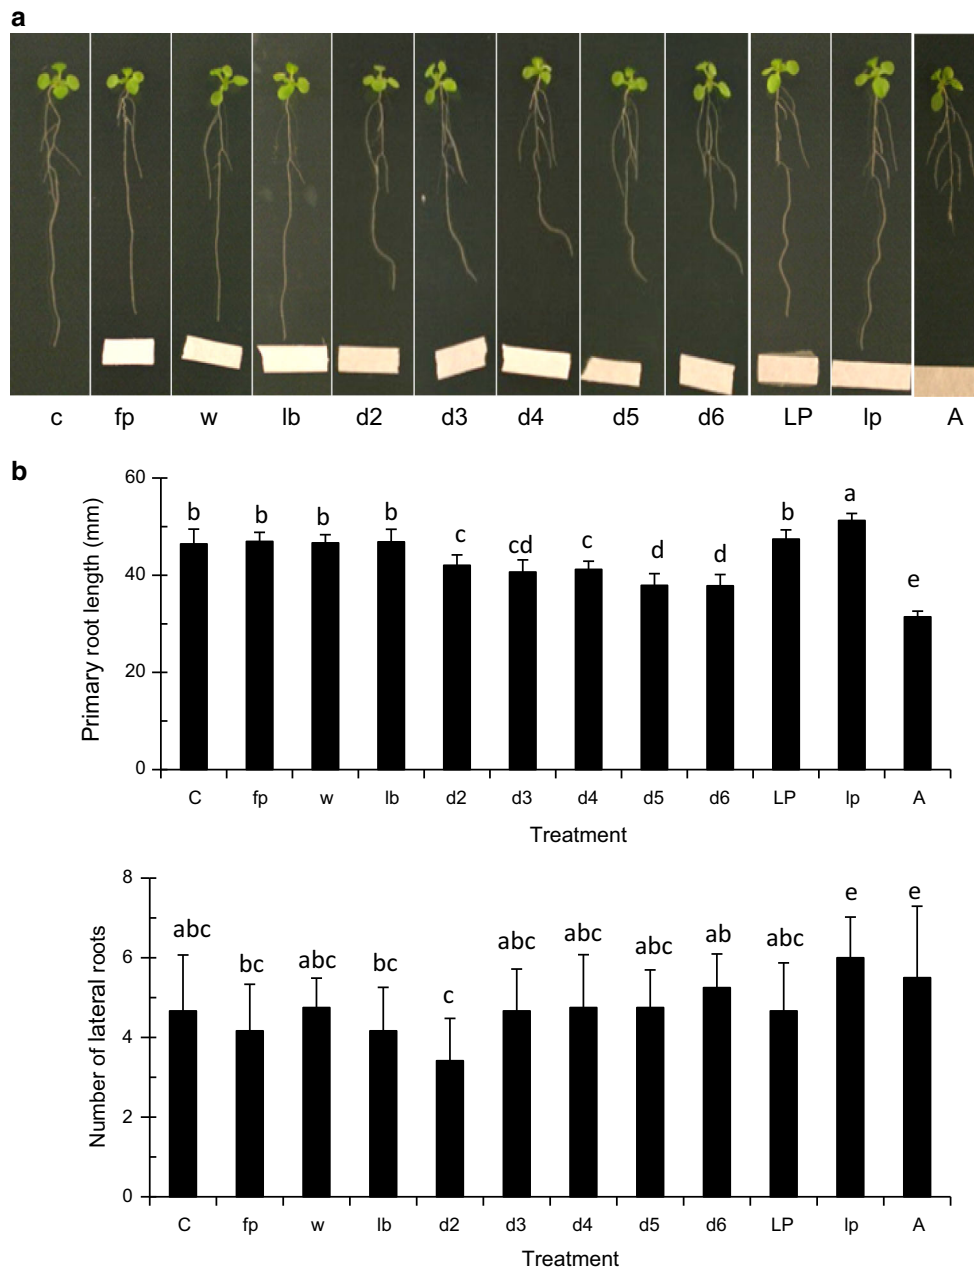 a
c fp w lb d2 d3 d4 d5 d6 LP lp A
b
Primary root length (mm)
60
40
20
0
b b b b c cd c d d b a e
C fp w lb d2 d3 d4 d5 d6 LP lp A
Treatment
Number of lateral roots
8
6
4
2
0
abc bc abc bc c abc abc abc ab abc e e
C fp w lb d2 d3 d4 d5 d6 LP lp A
Treatment